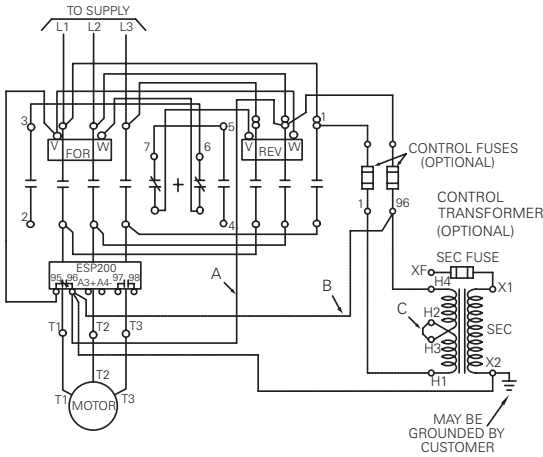 TO SUPPLY
L1 L2 L3
3
V FOR W
7 6
5
V REV
1
2
4
CONTROL FUSES
(OPTIONAL)
1 96
CONTROL
TRANSFORMER
(OPTIONAL)
SEC FUSE
XF
H4 X1
ESP200
95 96 A3+A4- 97 98
A
B
C
H2
H3
SEC
H1 X2
T1 T2 T3
T1 T2 T3
MOTOR
MAY BE
GROUNDED BY
CUSTOMER